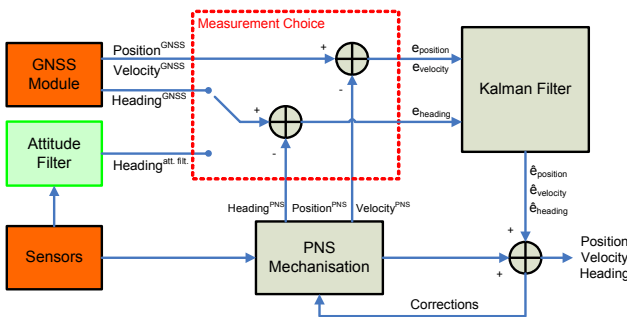 Measurement Choice
GNSS
Module
Position^GNSS
Velocity^GNSS
Heading^GNSS
+
-
e_position
e_velocity
Kalman Filter
+
-
e_heading
Attitude
Filter
Heading^att. filt.
ê_position
ê_velocity
ê_heading
Heading^PNS Position^PNS Velocity^PNS
Sensors
PNS
Mechanisation
+
+
Position
Velocity
Heading
Corrections